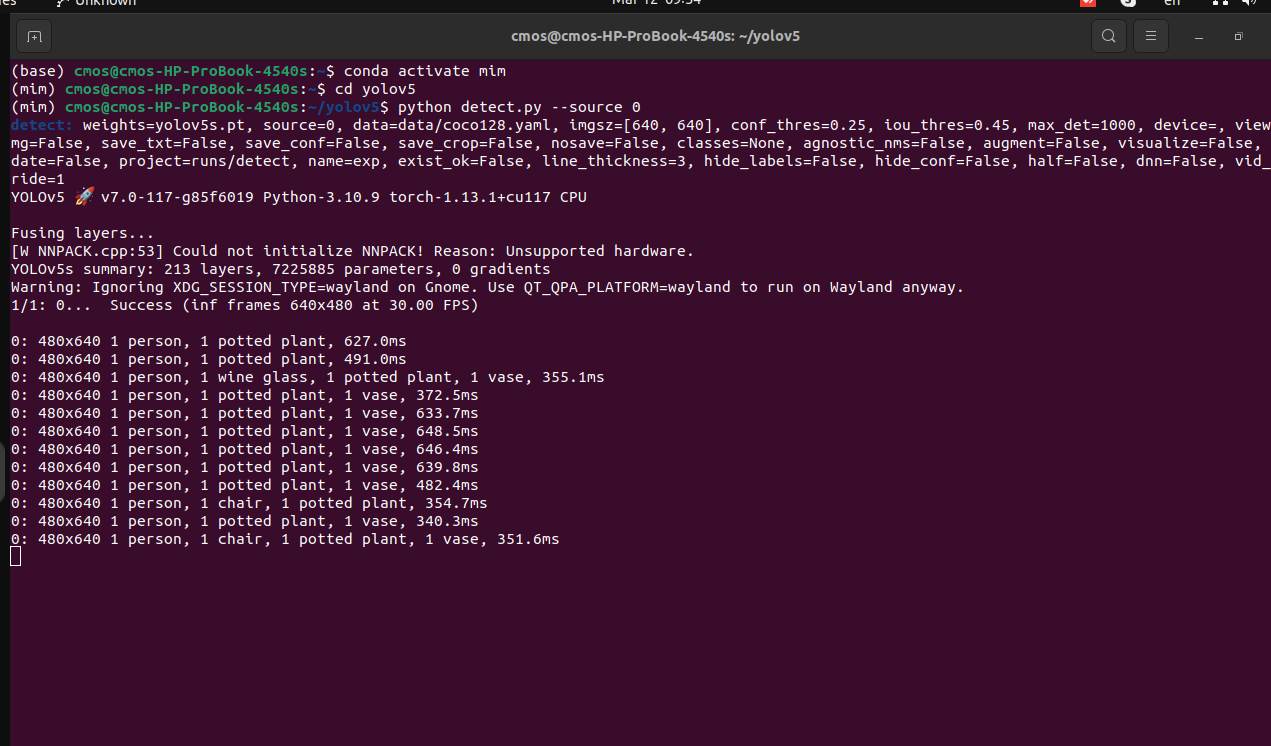 Unknown
en
cmos@cmos-HP-ProBook-4540s: ~/yolov5
(base) cmos@cmos-HP-ProBook-4540s:~$ conda activate mim
(mim) cmos@cmos-HP-ProBook-4540s:~$ cd yolov5
(mim) cmos@cmos-HP-ProBook-4540s:~/yolov5$ python detect.py --source 0
detect: weights=yolov5s.pt, source=0, data=data/coco128.yaml, imgsz=[640, 640], conf_thres=0.25, iou_thres=0.45, max_det=1000, device=, view
mg=False, save_txt=False, save_conf=False, save_crop=False, nosave=False, classes=None, agnostic_nms=False, augment=False, visualize=False,
date=False, project=runs/detect, name=exp, exist_ok=False, line_thickness=3, hide_labels=False, hide_conf=False, half=False, dnn=False, vid_
ride=1
YOLOv5 🚀 v7.0-117-g85f6019 Python-3.10.9 torch-1.13.1+cu117 CPU
Fusing layers...
[W NNPACK.cpp:53] Could not initialize NNPACK! Reason: Unsupported hardware.
YOLOv5s summary: 213 layers, 7225885 parameters, 0 gradients
Warning: Ignoring XDG_SESSION_TYPE=wayland on Gnome. Use QT_QPA_PLATFORM=wayland to run on Wayland anyway.
1/1: 0...  Success (inf frames 640x480 at 30.00 FPS)
0: 480x640 1 person, 1 potted plant, 627.0ms
0: 480x640 1 person, 1 potted plant, 491.0ms
0: 480x640 1 person, 1 wine glass, 1 potted plant, 1 vase, 355.1ms
0: 480x640 1 person, 1 potted plant, 1 vase, 372.5ms
0: 480x640 1 person, 1 potted plant, 1 vase, 633.7ms
0: 480x640 1 person, 1 potted plant, 1 vase, 648.5ms
0: 480x640 1 person, 1 potted plant, 1 vase, 646.4ms
0: 480x640 1 person, 1 potted plant, 1 vase, 639.8ms
0: 480x640 1 person, 1 potted plant, 1 vase, 482.4ms
0: 480x640 1 person, 1 chair, 1 potted plant, 354.7ms
0: 480x640 1 person, 1 potted plant, 1 vase, 340.3ms
0: 480x640 1 person, 1 chair, 1 potted plant, 1 vase, 351.6ms